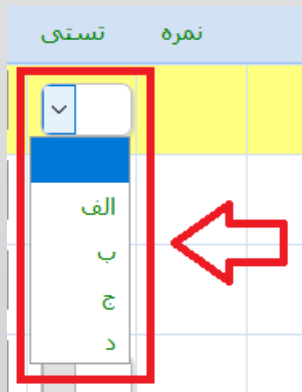 تستی نمره
الف
ب
ج
د